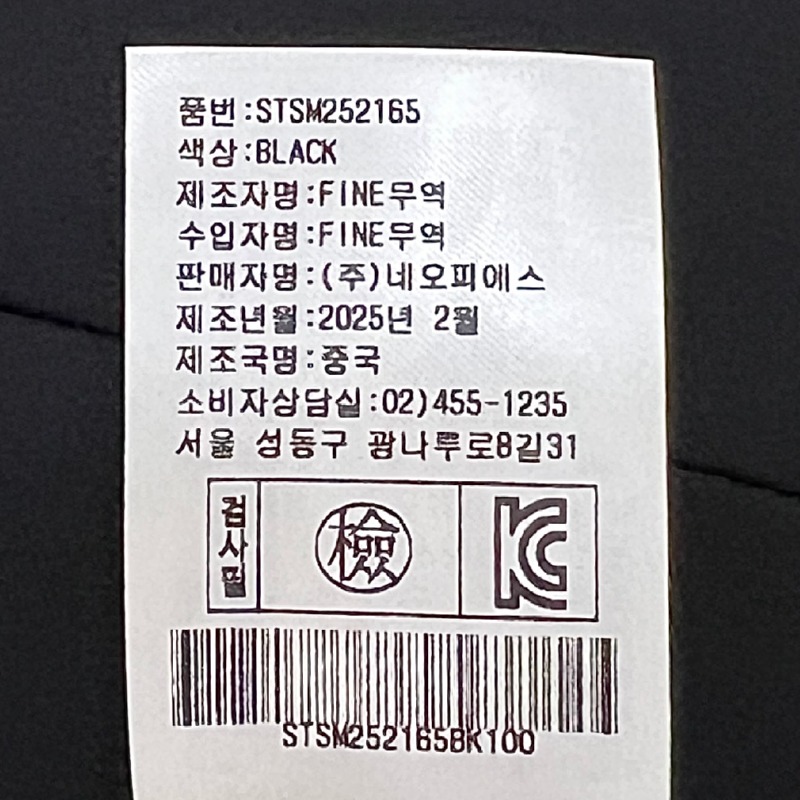 품번:STSM252165
색상:BLACK
제조자명:FINE무역
수입자명:FINE무역
판매자명:(주)네오피에스
제조년월:2025년 2월
제조국명:중국
소비자상담실:02)455-1235
서울 성동구 광나루로8길31
검사필
檢
KC
STSM252165BK100